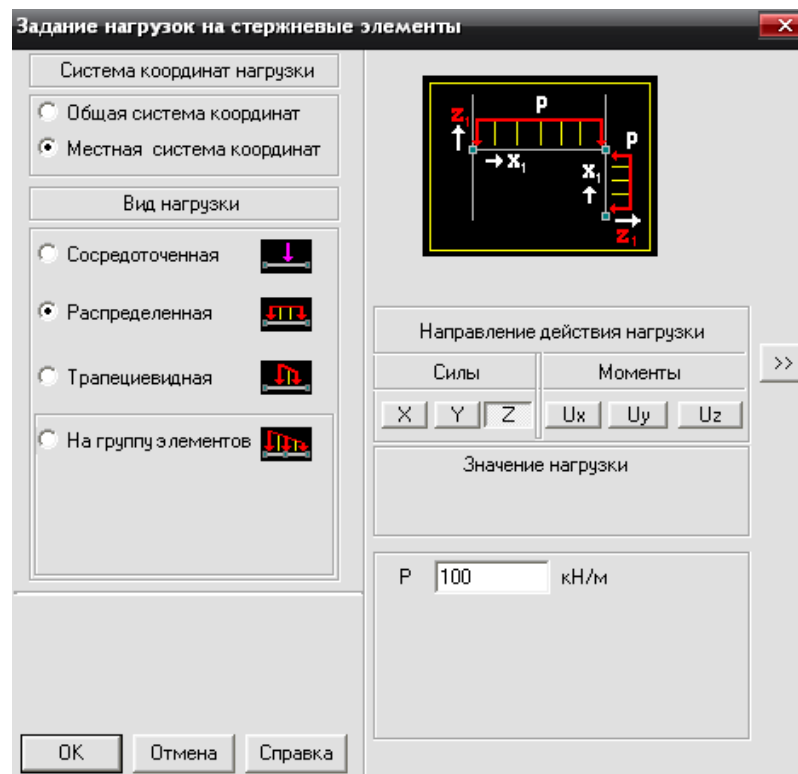 Задание нагрузок на стержневые элементы
Система координат нагрузки
Общая система координат
Местная система координат
Вид нагрузки
Сосредоточенная
Распределенная
Трапециевидная
На группу элементов
OK Отмена Справка
Z1 P
X1
X1 P
Z1
Направление действия нагрузки
Силы Моменты
X Y Z Ux Uy Uz
>>
Значение нагрузки
P 100 кН/м